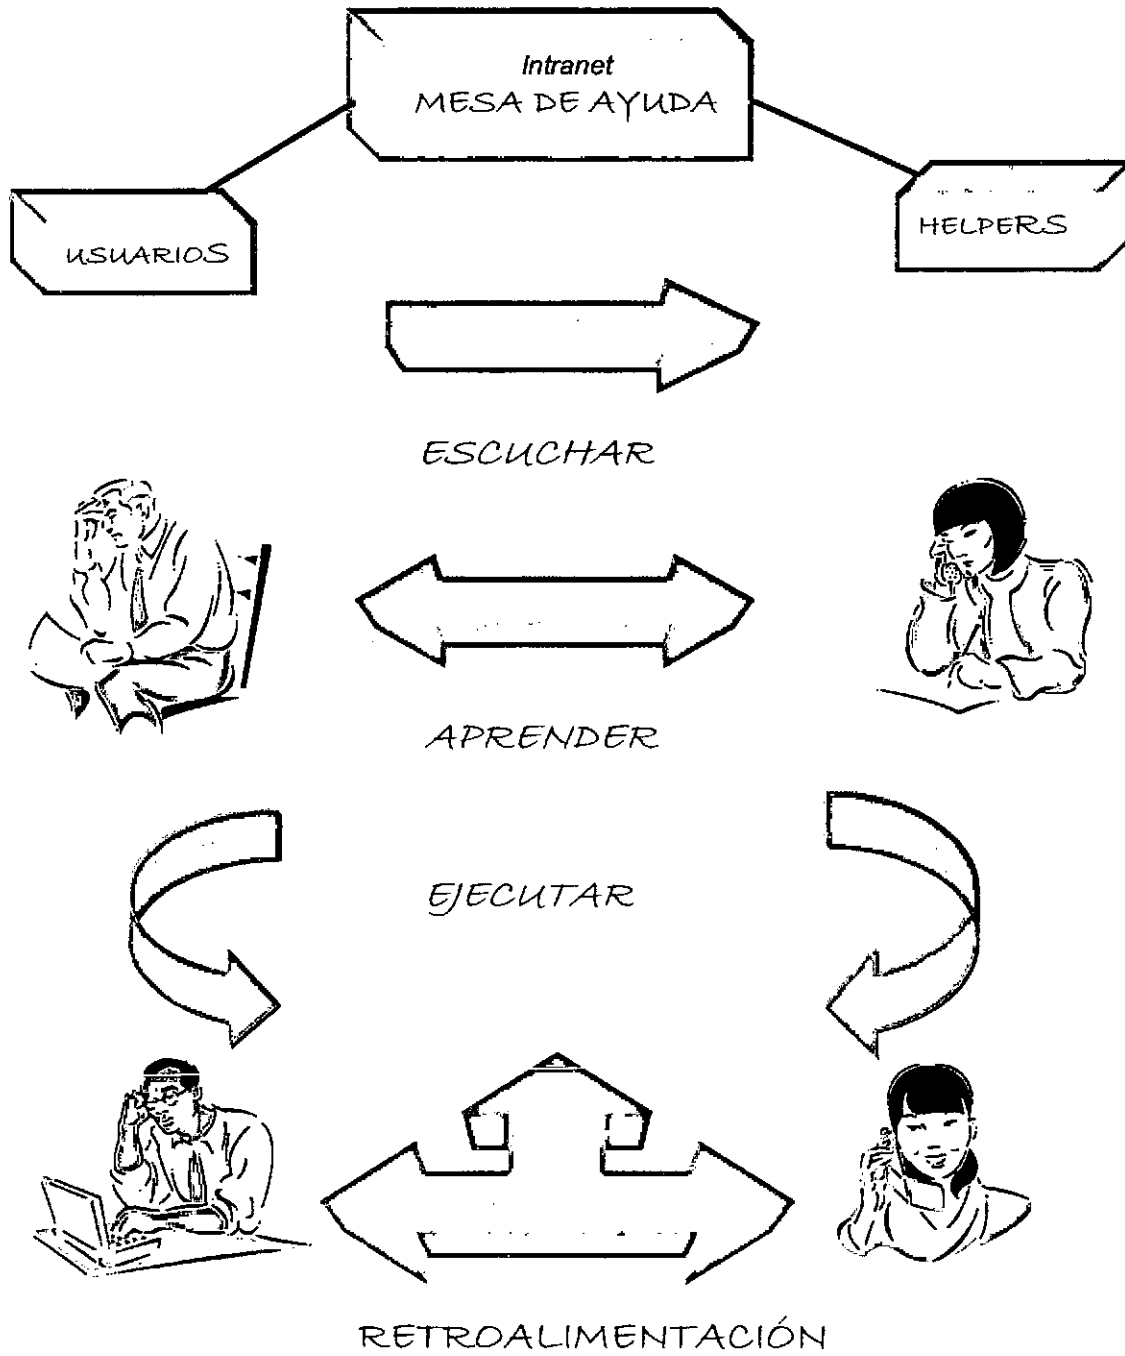 Intranet
MESA DE AYUDA
USUARIOS
HELPERS
ESCUCHAR
APRENDER
EJECUTAR
RETROALIMENTACIÓN